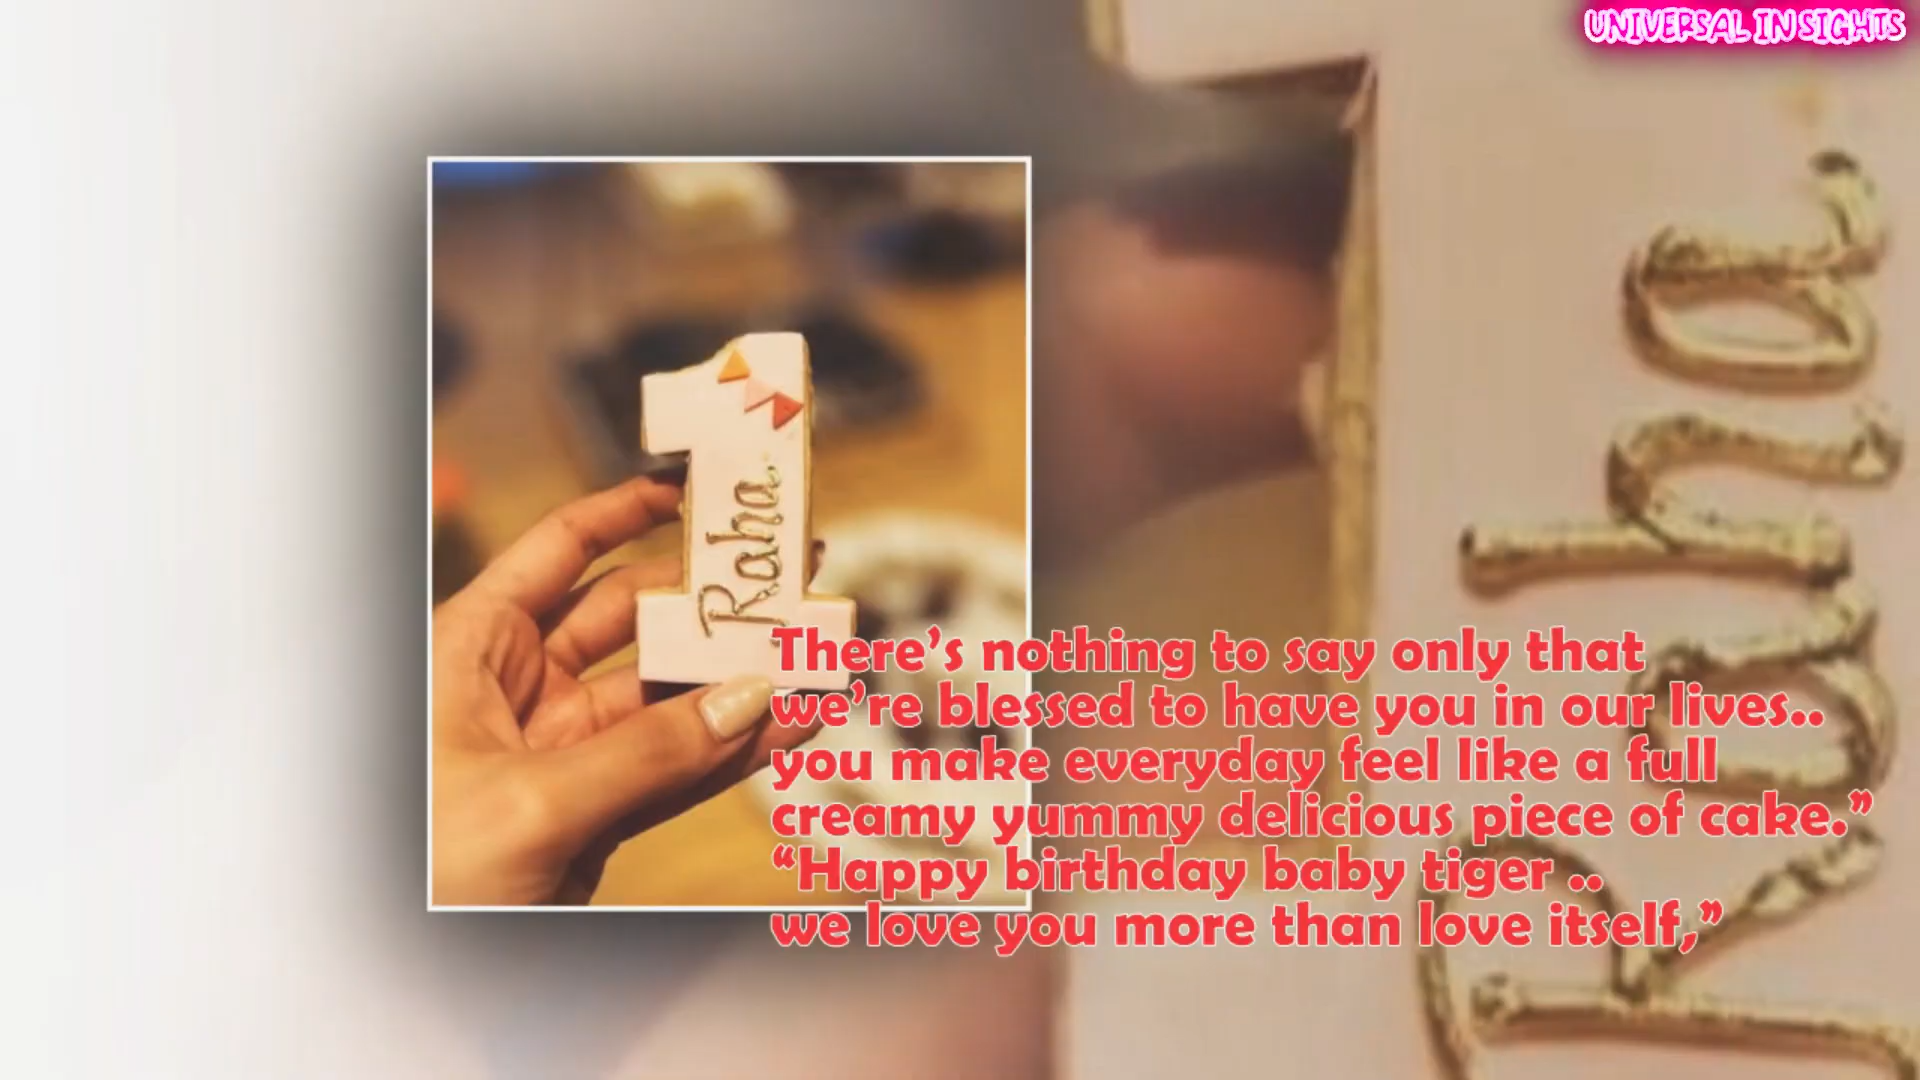 UNIVERSAL IN SIGHTS
Raha
Raha
There’s nothing to say only that
we’re blessed to have you in our lives..
you make everyday feel like a full
creamy yummy delicious piece of cake.”
“Happy birthday baby tiger ..
we love you more than love itself,”